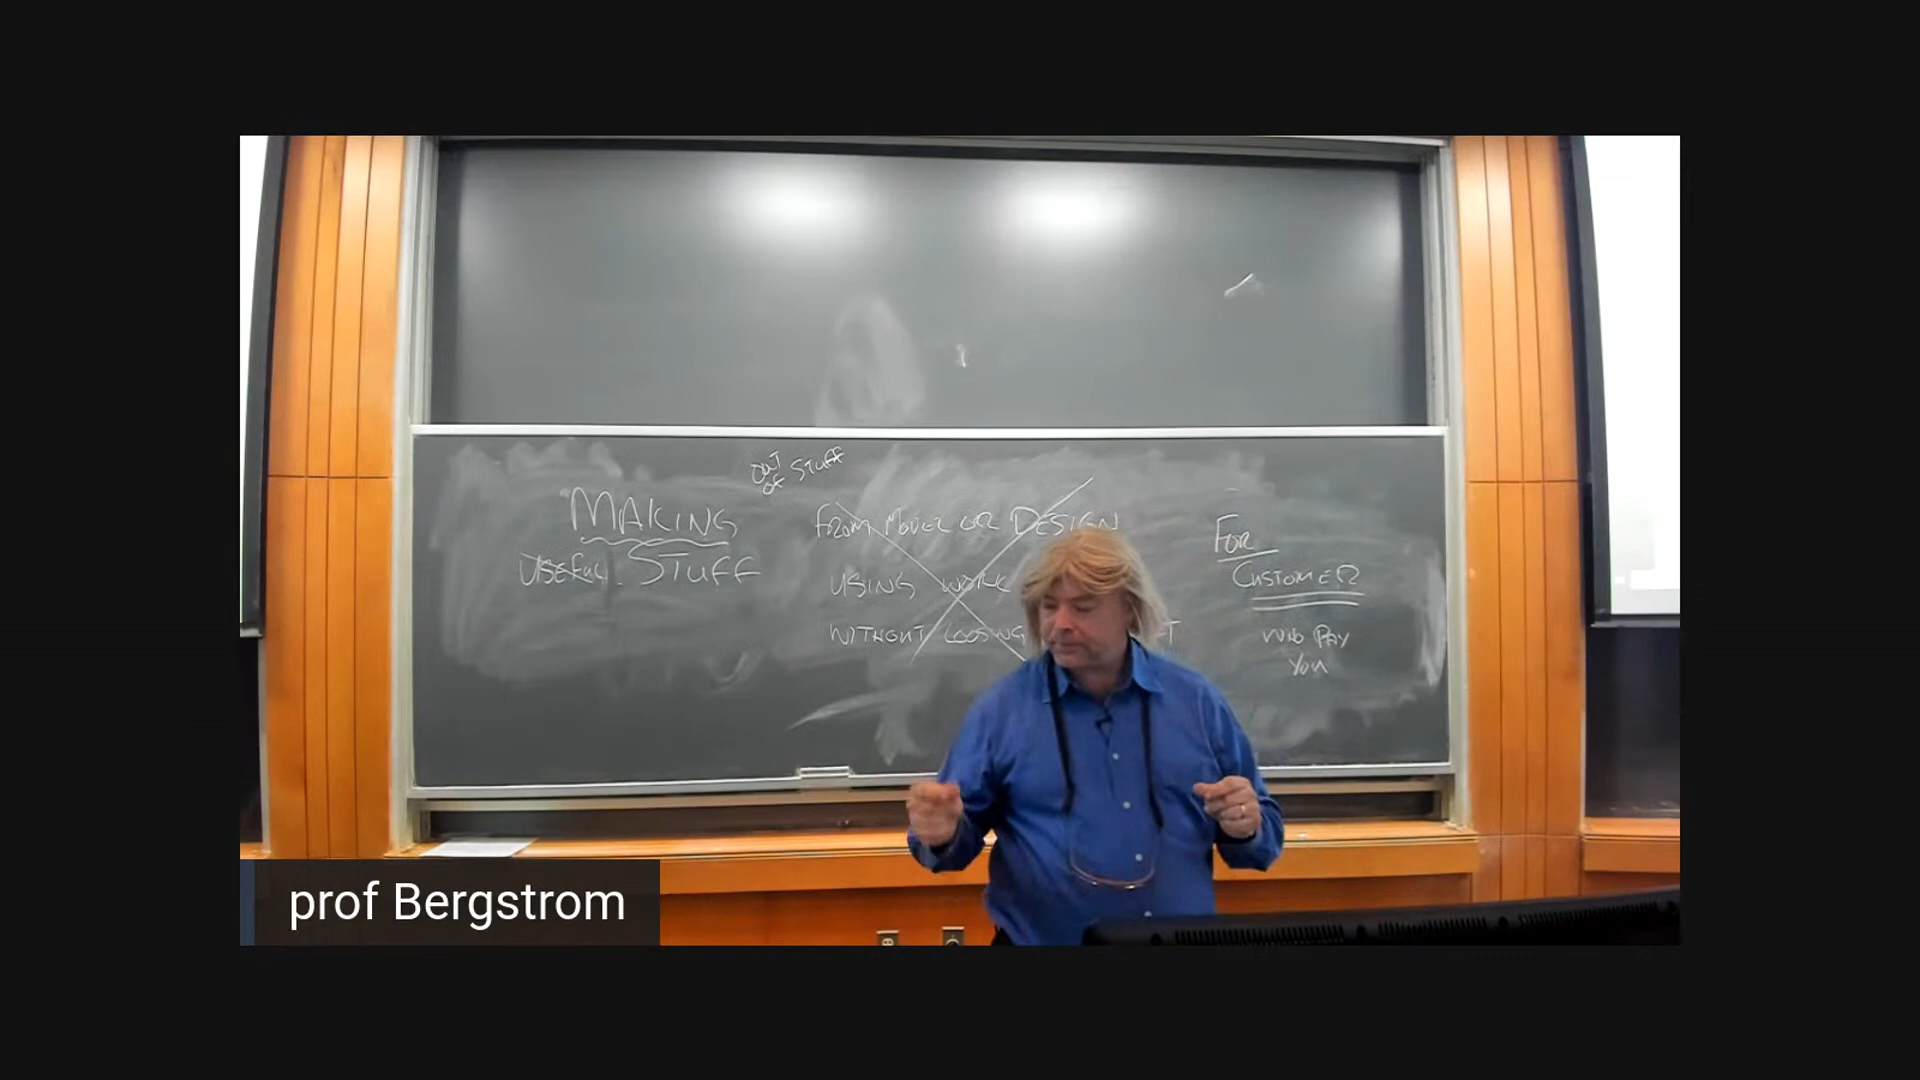 OUT
OF STUFF
MAKING
USEFUL STUFF
FROM MODEL OR DESIGN
USING WORK
WITHOUT LOOSING
FOR
CUSTOMER
WHO PAY
YOU
prof Bergstrom